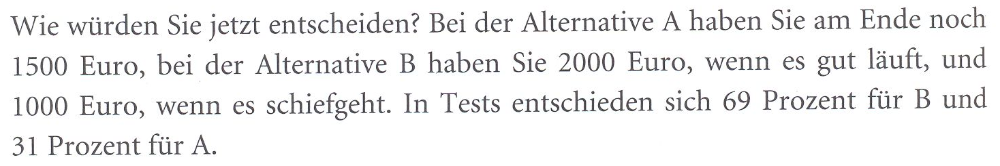 Wie würden Sie jetzt entscheiden? Bei der Alternative A haben Sie am Ende noch
1500 Euro, bei der Alternative B haben Sie 2000 Euro, wenn es gut läuft, und
1000 Euro, wenn es schiefgeht. In Tests entschieden sich 69 Prozent für B und
31 Prozent für A.